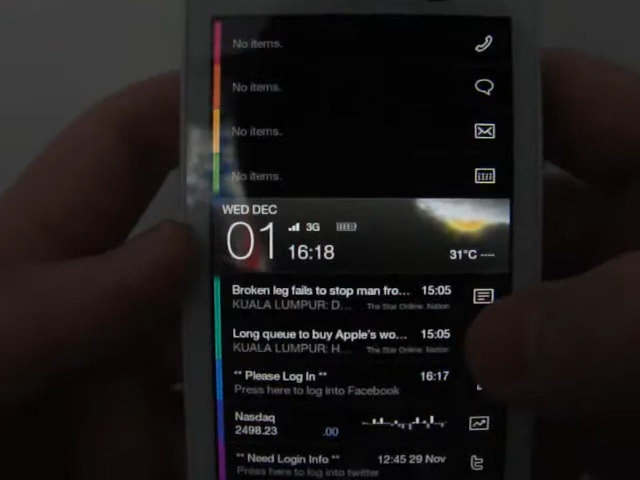 No items.
No items.
No items.
No items.
WED DEC
01
3G
16:18
31°C ----
Broken leg fails to stop man fro... 15:05
KUALA LUMPUR: D... The Star Online: Nation
Long queue to buy Apple's wo... 15:05
KUALA LUMPUR: H... The Star Online: Nation
** Please Log In ** 16:17
Press here to log into Facebook
Nasdaq
2498.23 .00
** Need Login Info ** 12:45 29 Nov
Press here to log into twitter